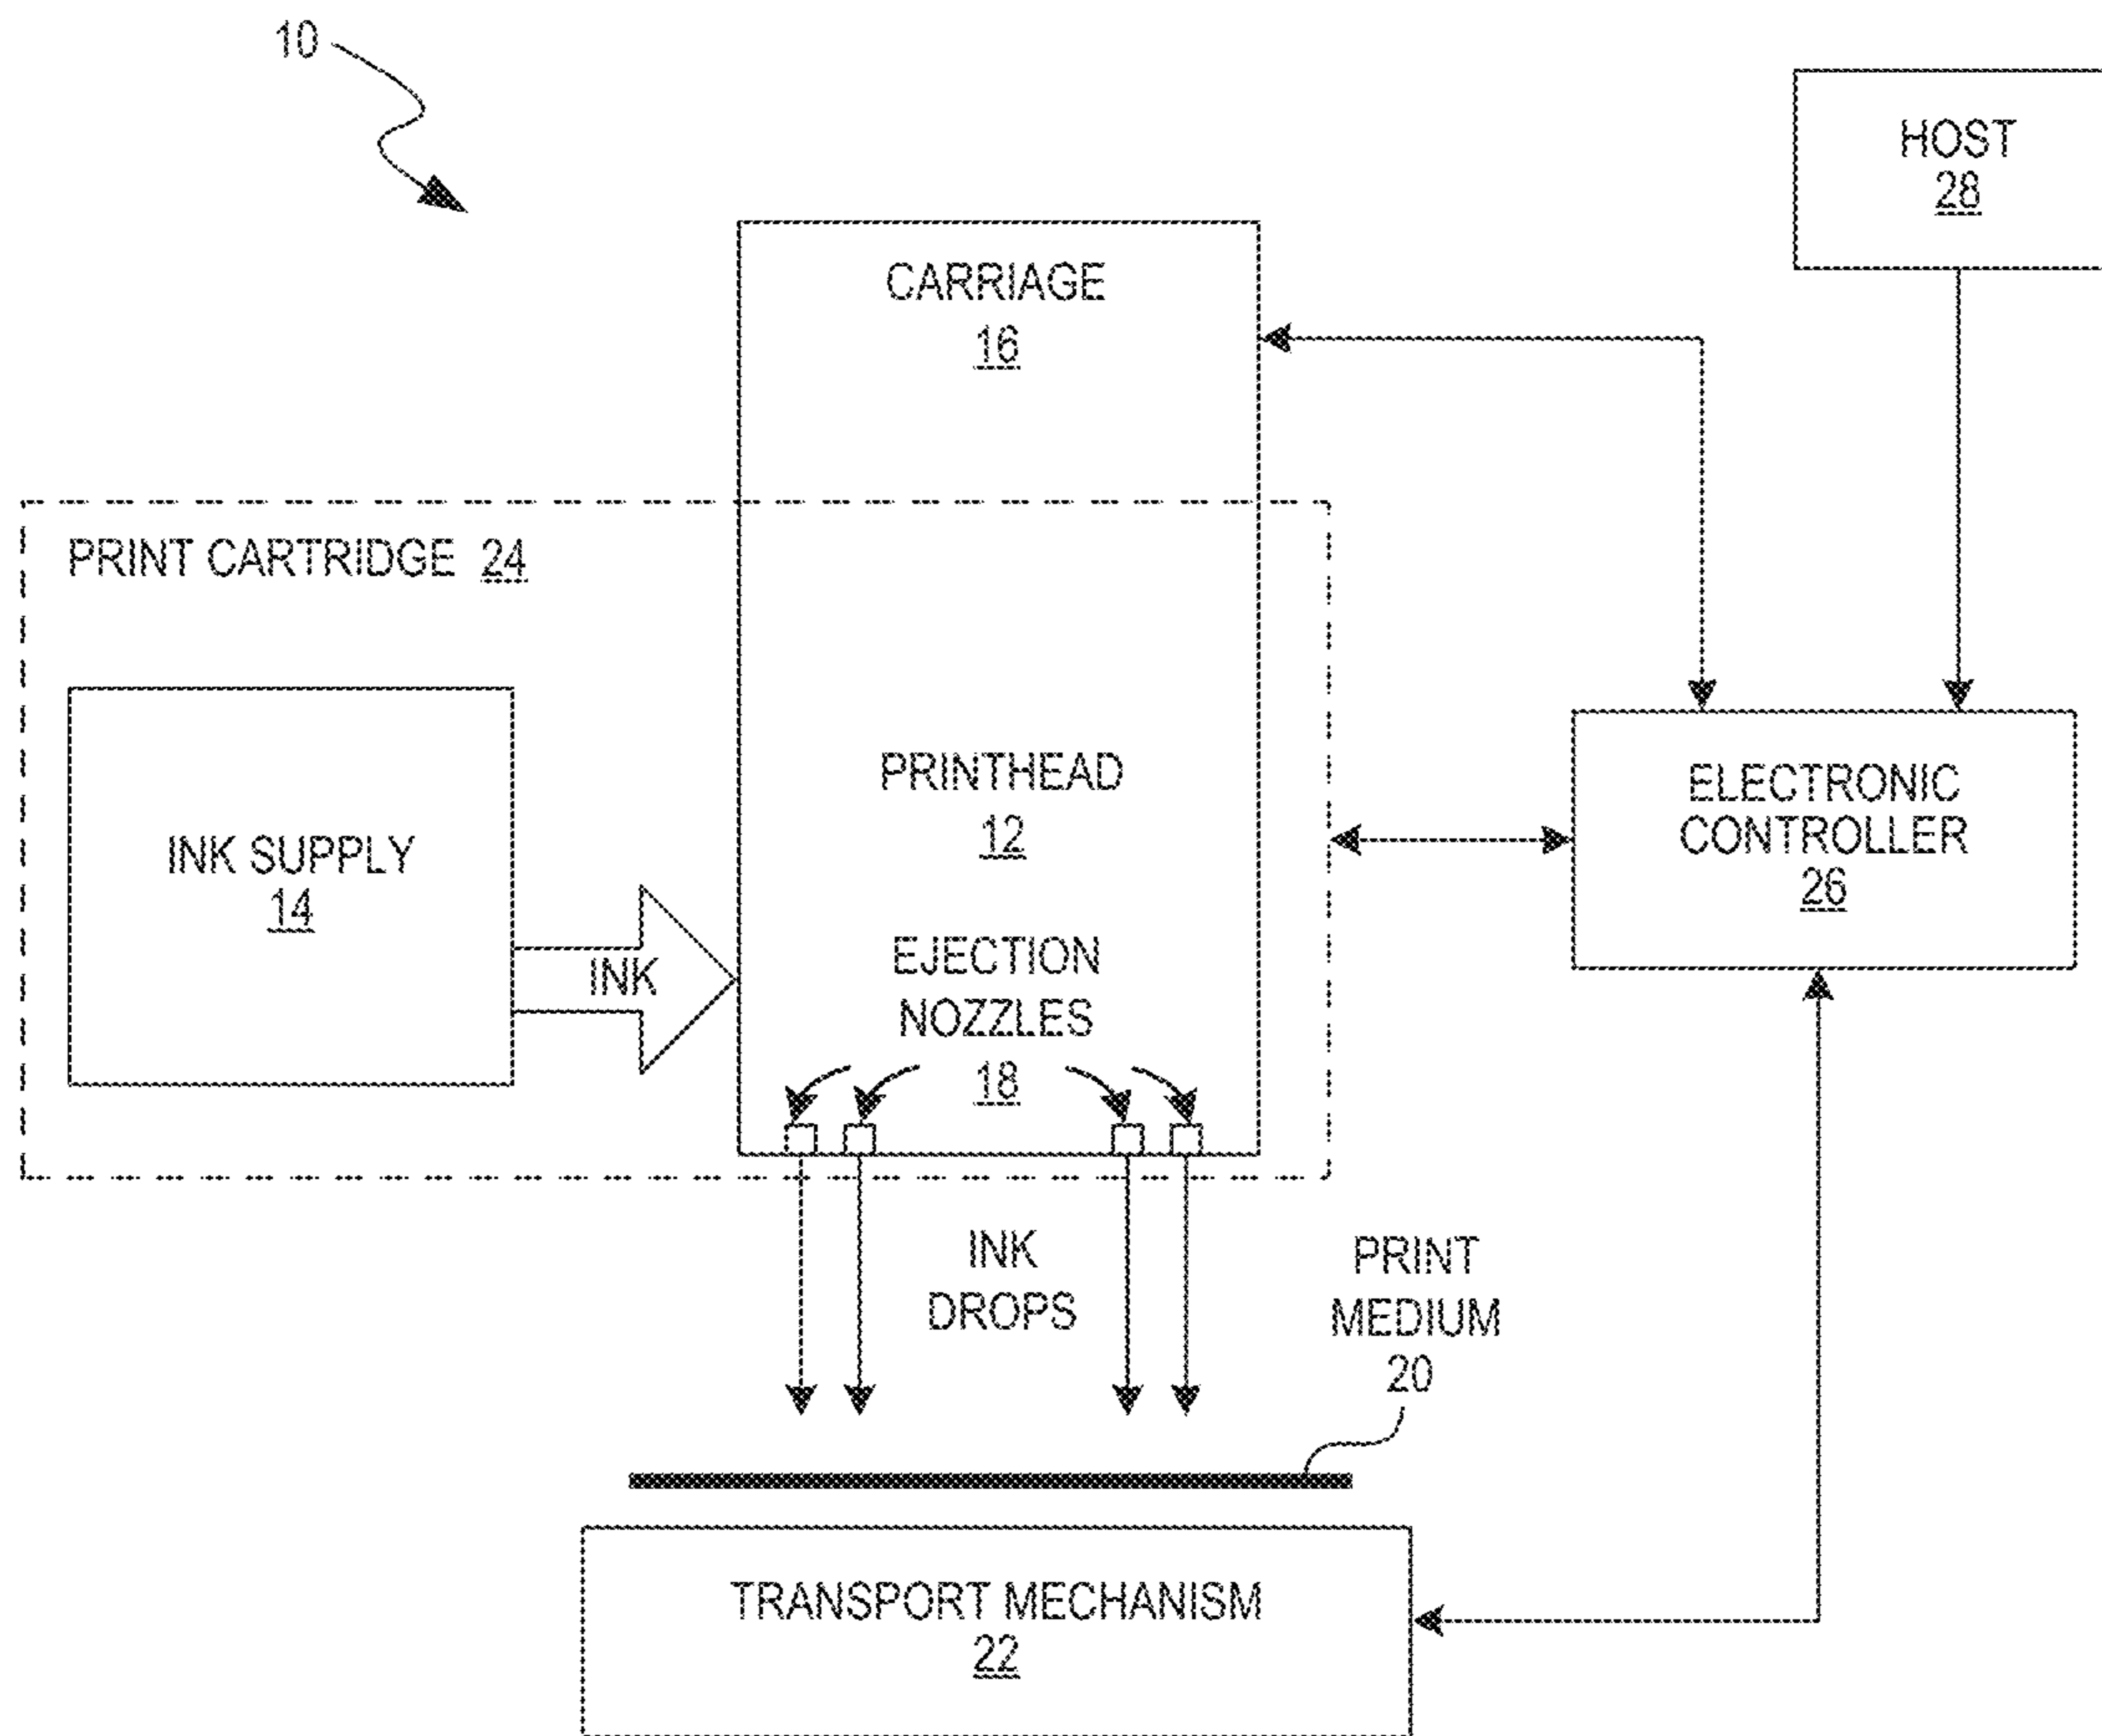 10
HOST
28
CARRIAGE
16
PRINT CARTRIDGE 24
PRINTHEAD
12
ELECTRONIC
CONTROLLER
26
INK SUPPLY
14
INK
EJECTION
NOZZLES
18
INK
DROPS
PRINT
MEDIUM
20
TRANSPORT MECHANISM
22